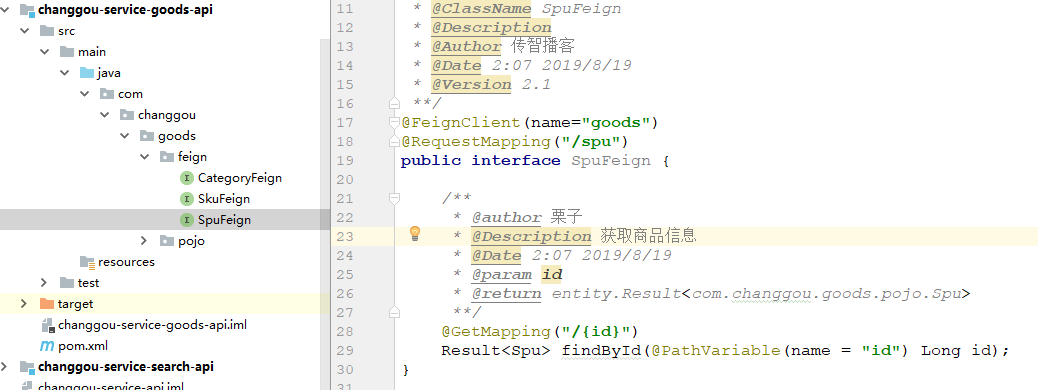 changgou-service-goods-api
src
main
java
com
changgou
goods
feign
CategoryFeign
SkuFeign
SpuFeign
pojo
resources
test
target
changgou-service-goods-api.iml
pom.xml
changgou-service-search-api
changgou-service-api.iml
11 * @ClassName SpuFeign
12 * @Description
13 * @Author 传智播客
14 * @Date 2:07 2019/8/19
15 * @Version 2.1
16 **/
17 @FeignClient(name="goods")
18 @RequestMapping("/spu")
19 public interface SpuFeign {
20
21 /**
22 * @author 栗子
23 * @Description 获取商品信息
24 * @Date 2:07 2019/8/19
25 * @param id
26 * @return entity.Result<com.changgou.goods.pojo.Spu>
27 **/
28 @GetMapping("/{id}")
29 Result<Spu> findById(@PathVariable(name = "id") Long id);
30 }
31